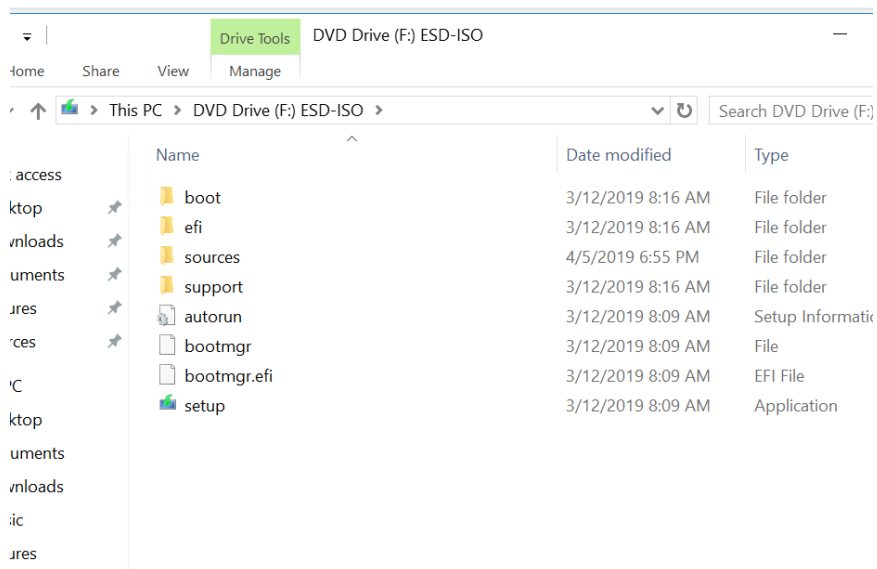 Drive Tools DVD Drive (F:) ESD-ISO
Home Share View Manage
This PC DVD Drive (F:) ESD-ISO Search DVD Drive (F:)
Name Date modified Type
access
ktop
wnloads
uments
ures
rces
PC
ktop
uments
wnloads
sic
ures
boot 3/12/2019 8:16 AM File folder
efi 3/12/2019 8:16 AM File folder
sources 4/5/2019 6:55 PM File folder
support 3/12/2019 8:16 AM File folder
autorun 3/12/2019 8:09 AM Setup Informatic
bootmgr 3/12/2019 8:09 AM File
bootmgr.efi 3/12/2019 8:09 AM EFI File
setup 3/12/2019 8:09 AM Application